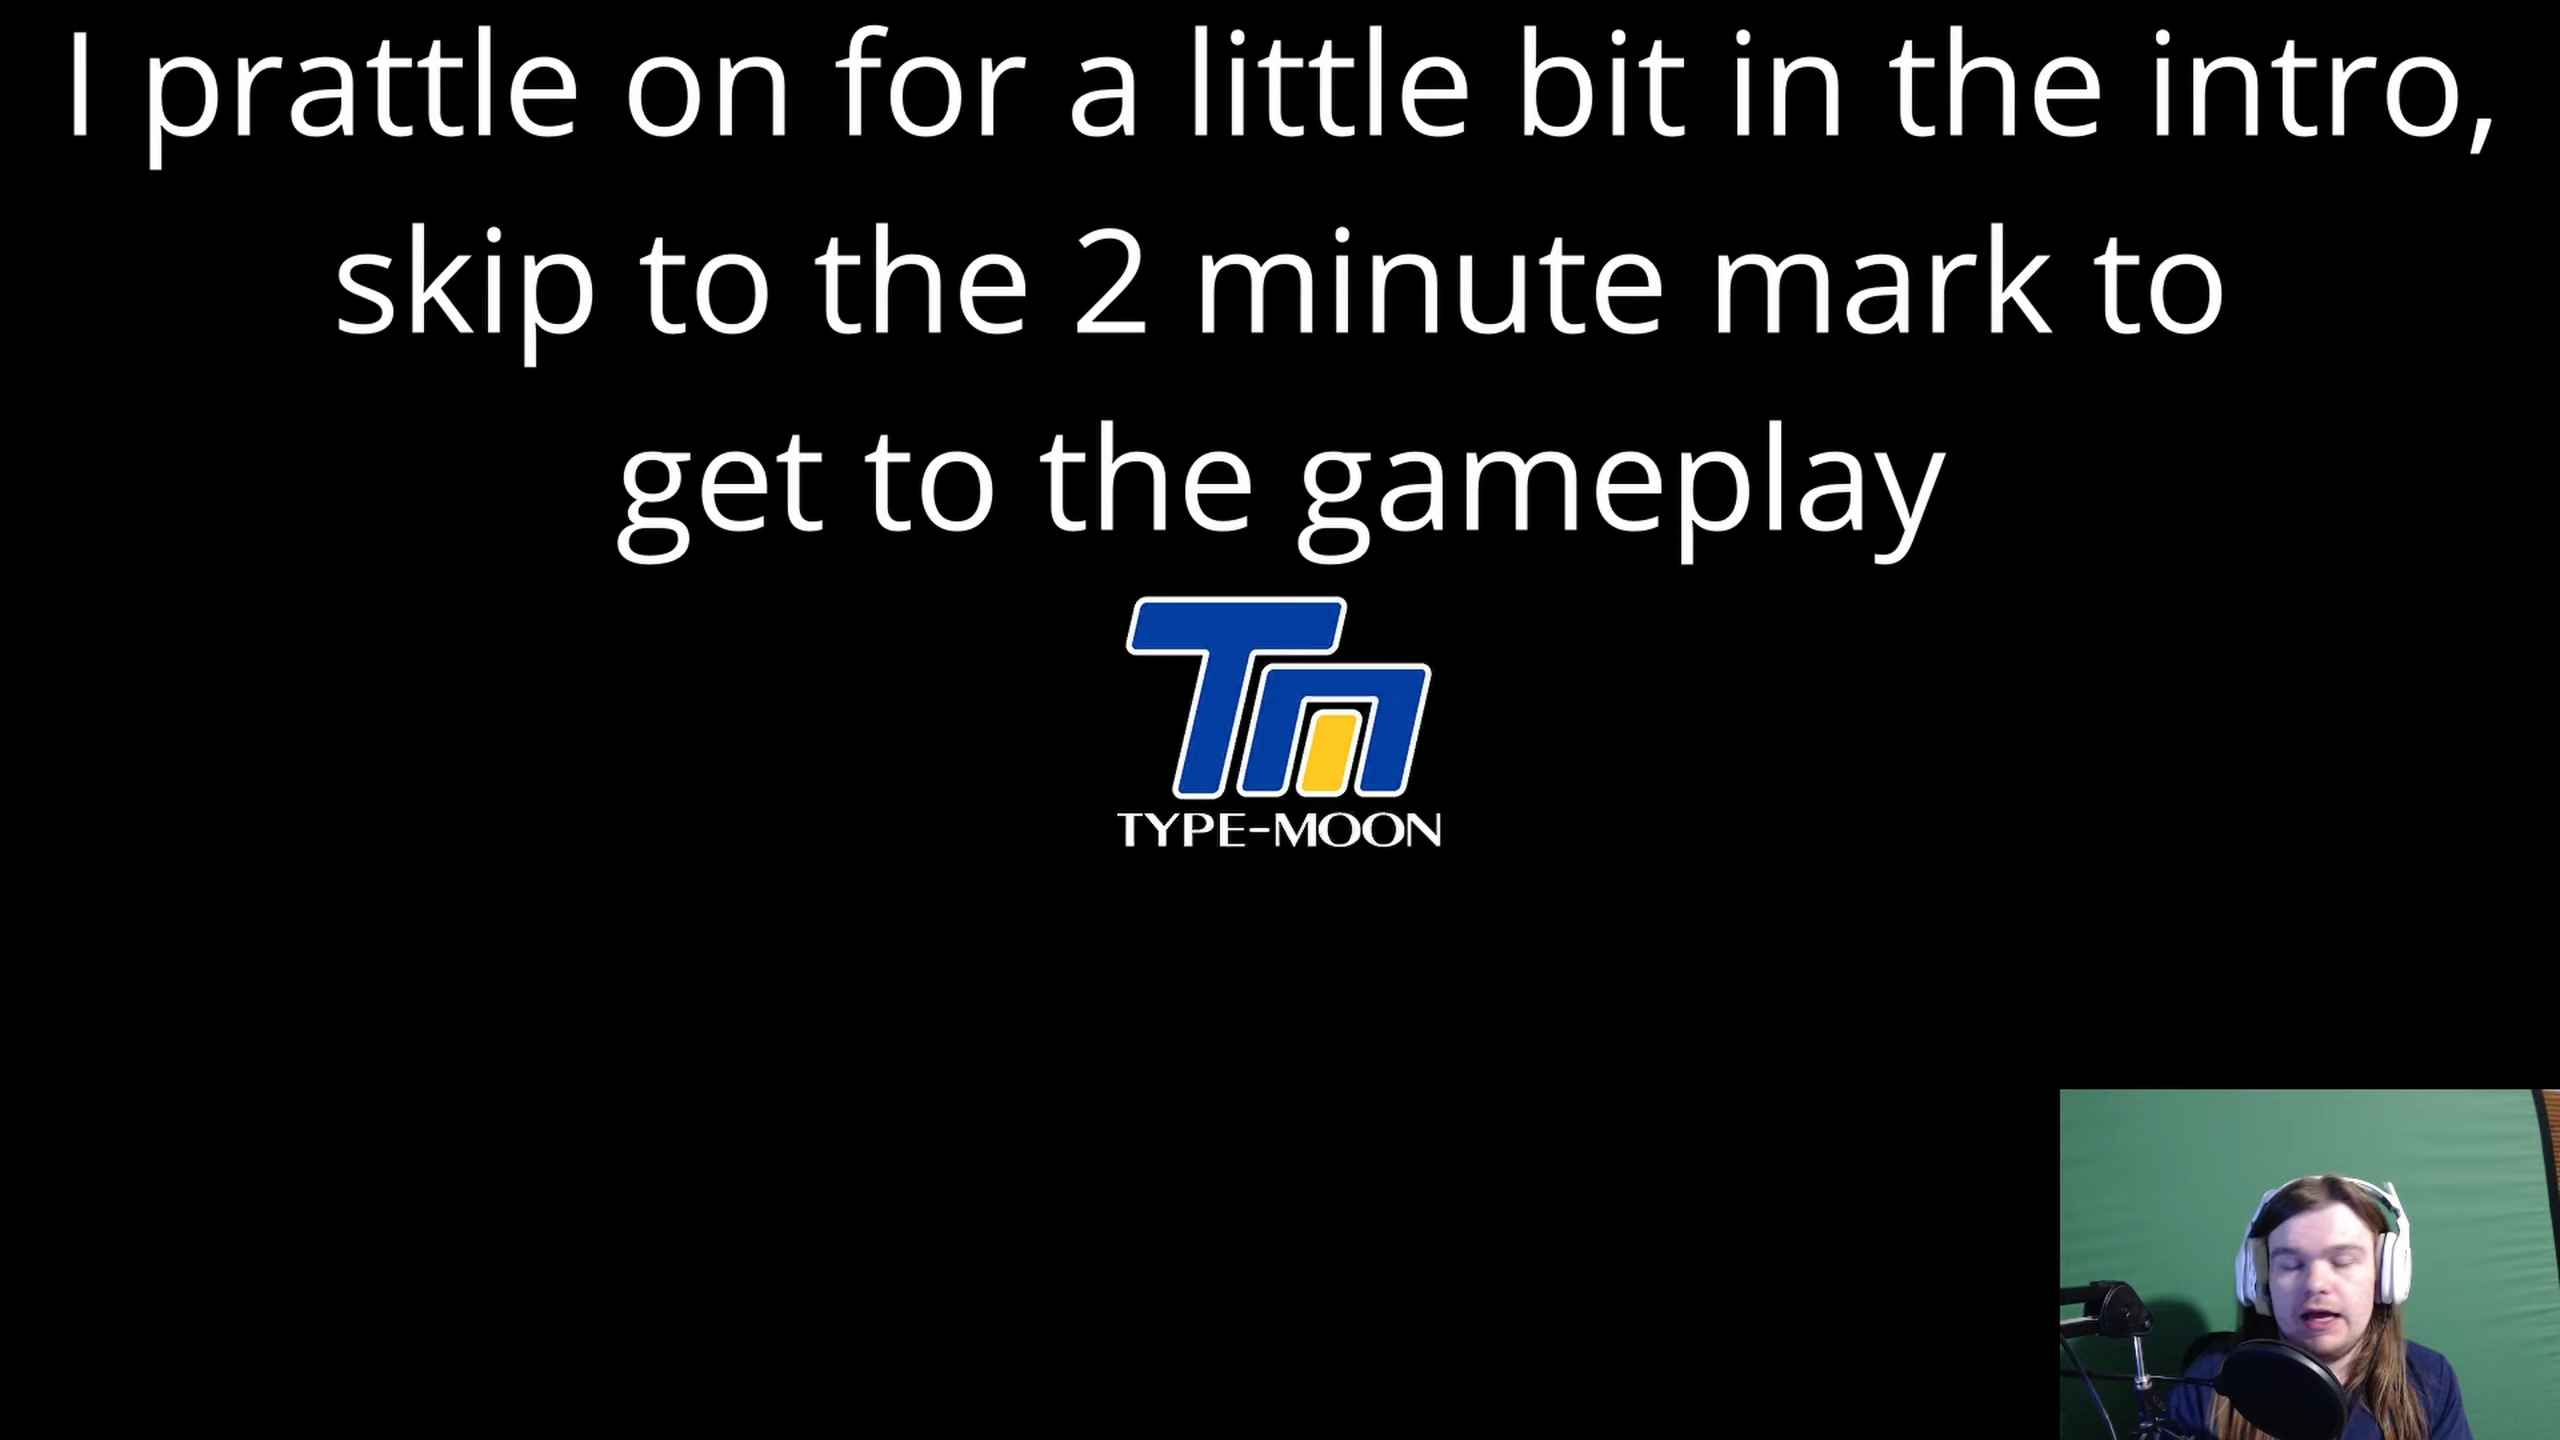 I prattle on for a little bit in the intro,
skip to the 2 minute mark to
get to the gameplay
Tm
TYPE-MOON